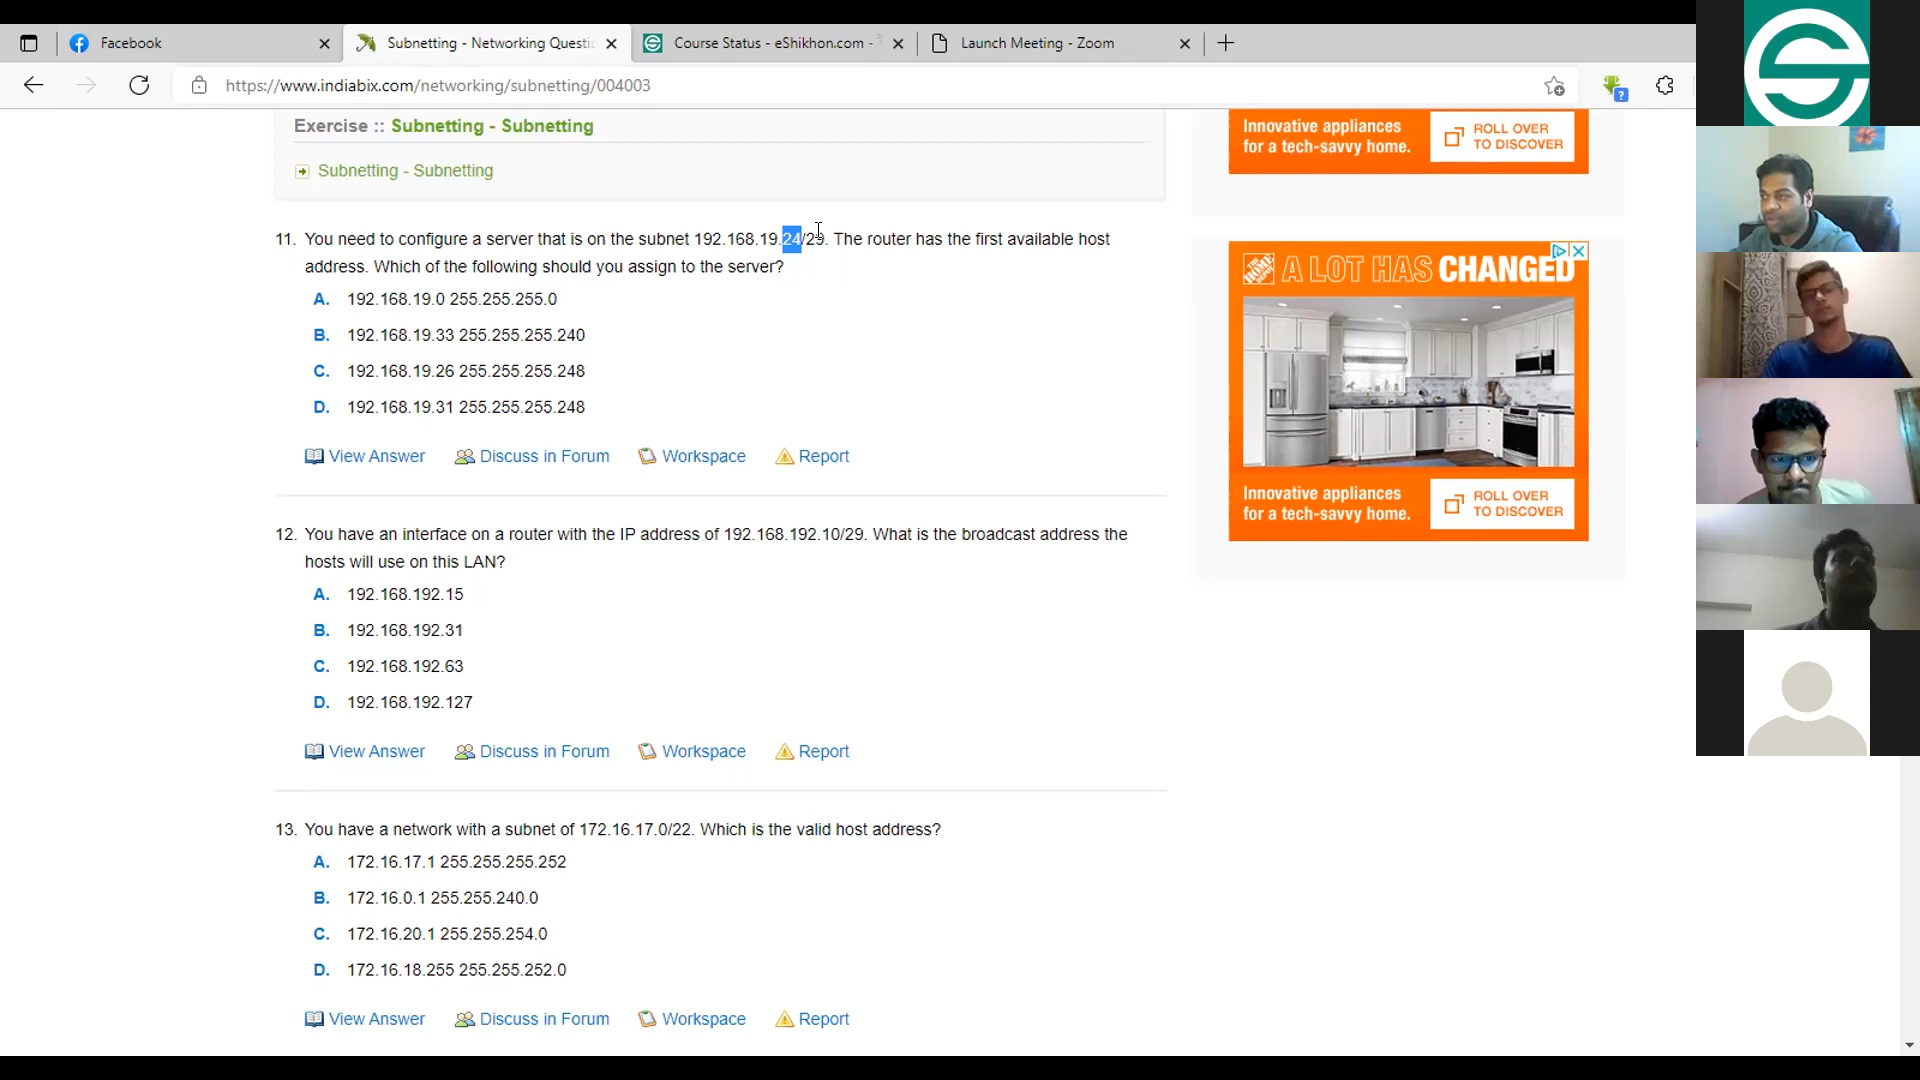 Facebook
Subnetting - Networking Questi
Course Status - eShikhon.com -
Launch Meeting - Zoom
https://www.indiabix.com/networking/subnetting/004003
Exercise :: Subnetting - Subnetting
Subnetting - Subnetting
11. You need to configure a server that is on the subnet 192.168.19.24/29. The router has the first available host
address. Which of the following should you assign to the server?
A. 192.168.19.0 255.255.255.0
B. 192.168.19.33 255.255.255.240
C. 192.168.19.26 255.255.255.248
D. 192.168.19.31 255.255.255.248
View Answer Discuss in Forum Workspace Report
12. You have an interface on a router with the IP address of 192.168.192.10/29. What is the broadcast address the
hosts will use on this LAN?
A. 192.168.192.15
B. 192.168.192.31
C. 192.168.192.63
D. 192.168.192.127
View Answer Discuss in Forum Workspace Report
13. You have a network with a subnet of 172.16.17.0/22. Which is the valid host address?
A. 172.16.17.1 255.255.255.252
B. 172.16.0.1 255.255.240.0
C. 172.16.20.1 255.255.254.0
D. 172.16.18.255 255.255.252.0
View Answer Discuss in Forum Workspace Report
Innovative appliances
for a tech-savvy home.
ROLL OVER
TO DISCOVER
THE HOME DEPOT
A LOT HAS CHANGED
Innovative appliances
for a tech-savvy home.
ROLL OVER
TO DISCOVER